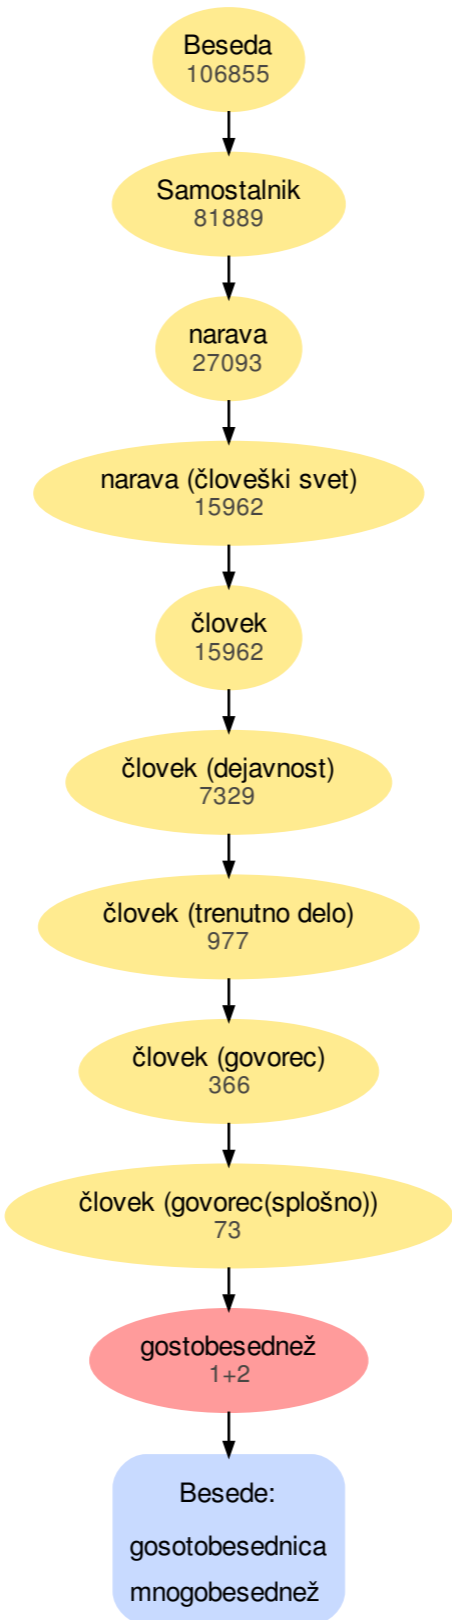 Beseda
106855
Samostalnik
81889
narava
27093
narava (človeški svet)
15962
človek
15962
človek (dejavnost)
7329
človek (trenutno delo)
977
človek (govorec)
366
človek (govorec(splošno))
73
gostobesednež
1+2
Besede:
gosotobesednica
mnogobesednež